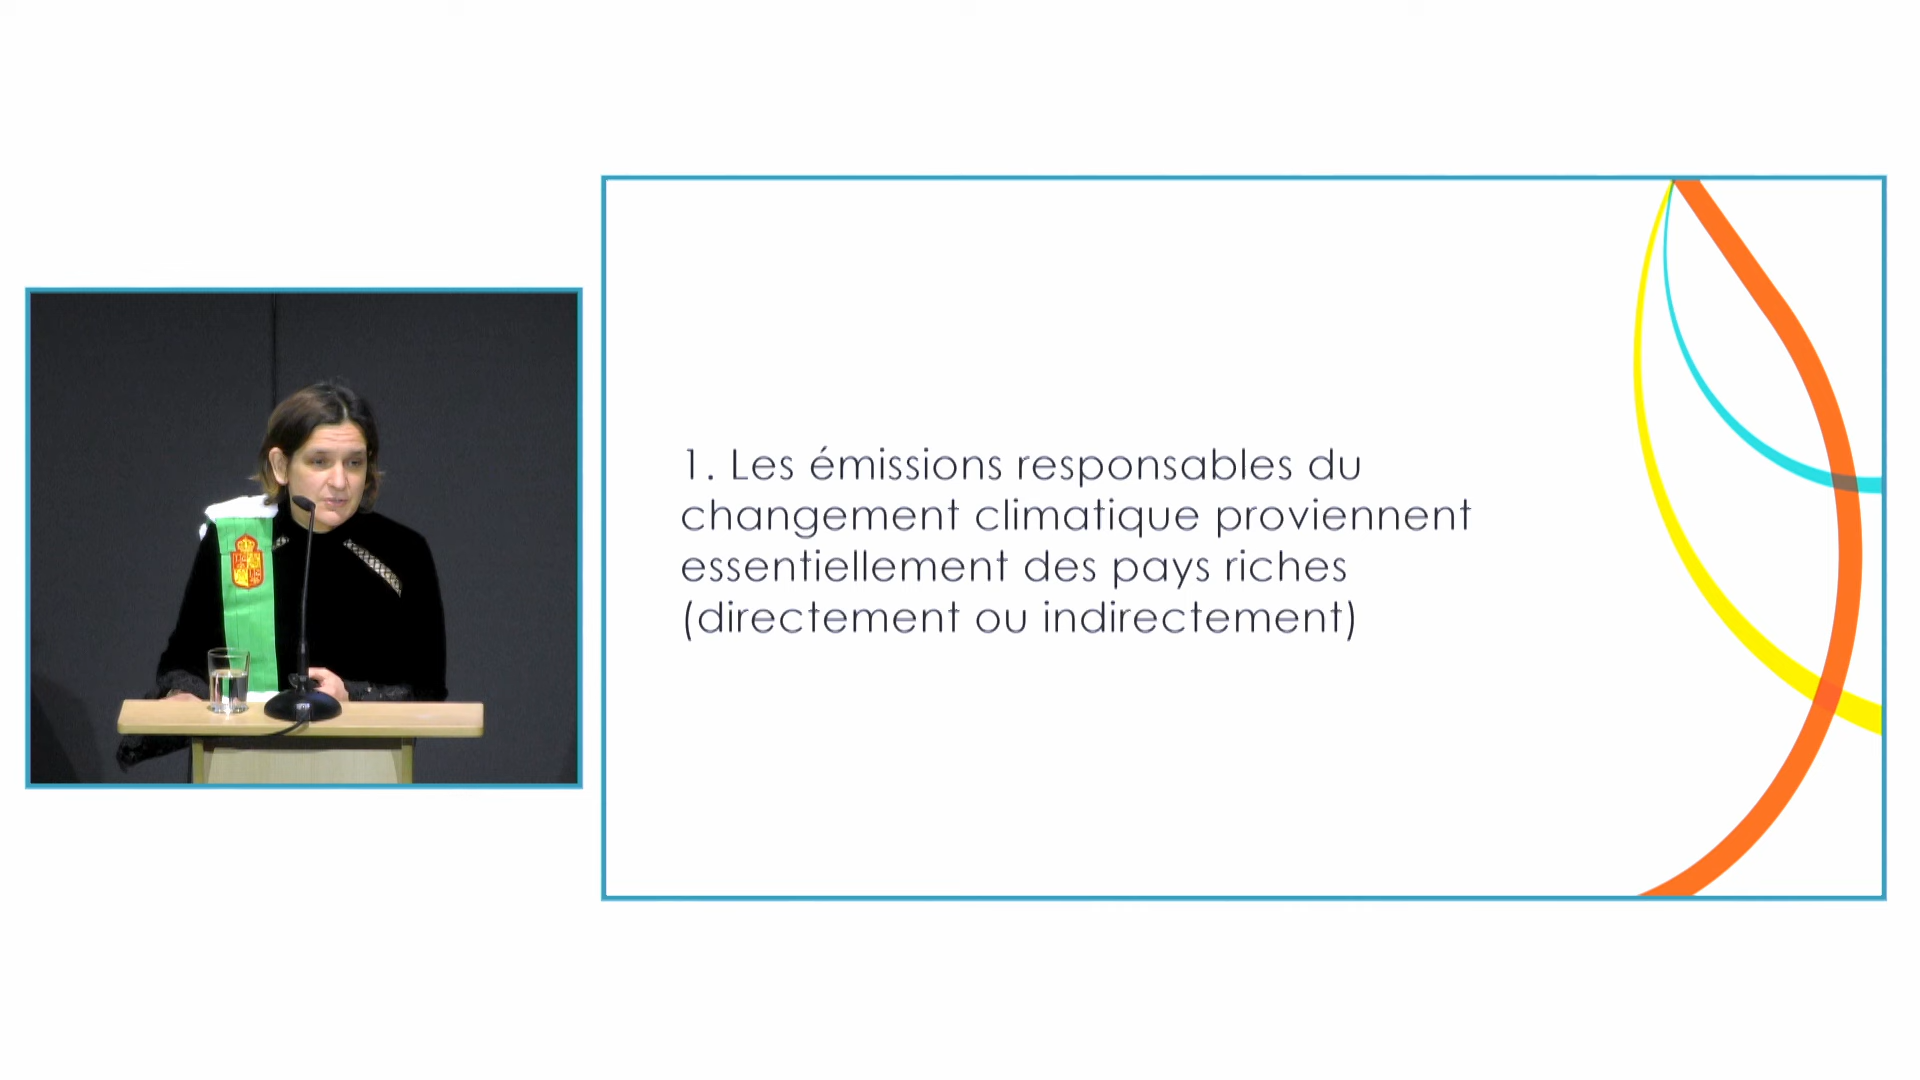 1. Les émissions responsables du
changement climatique proviennent
essentiellement des pays riches
(directement ou indirectement)